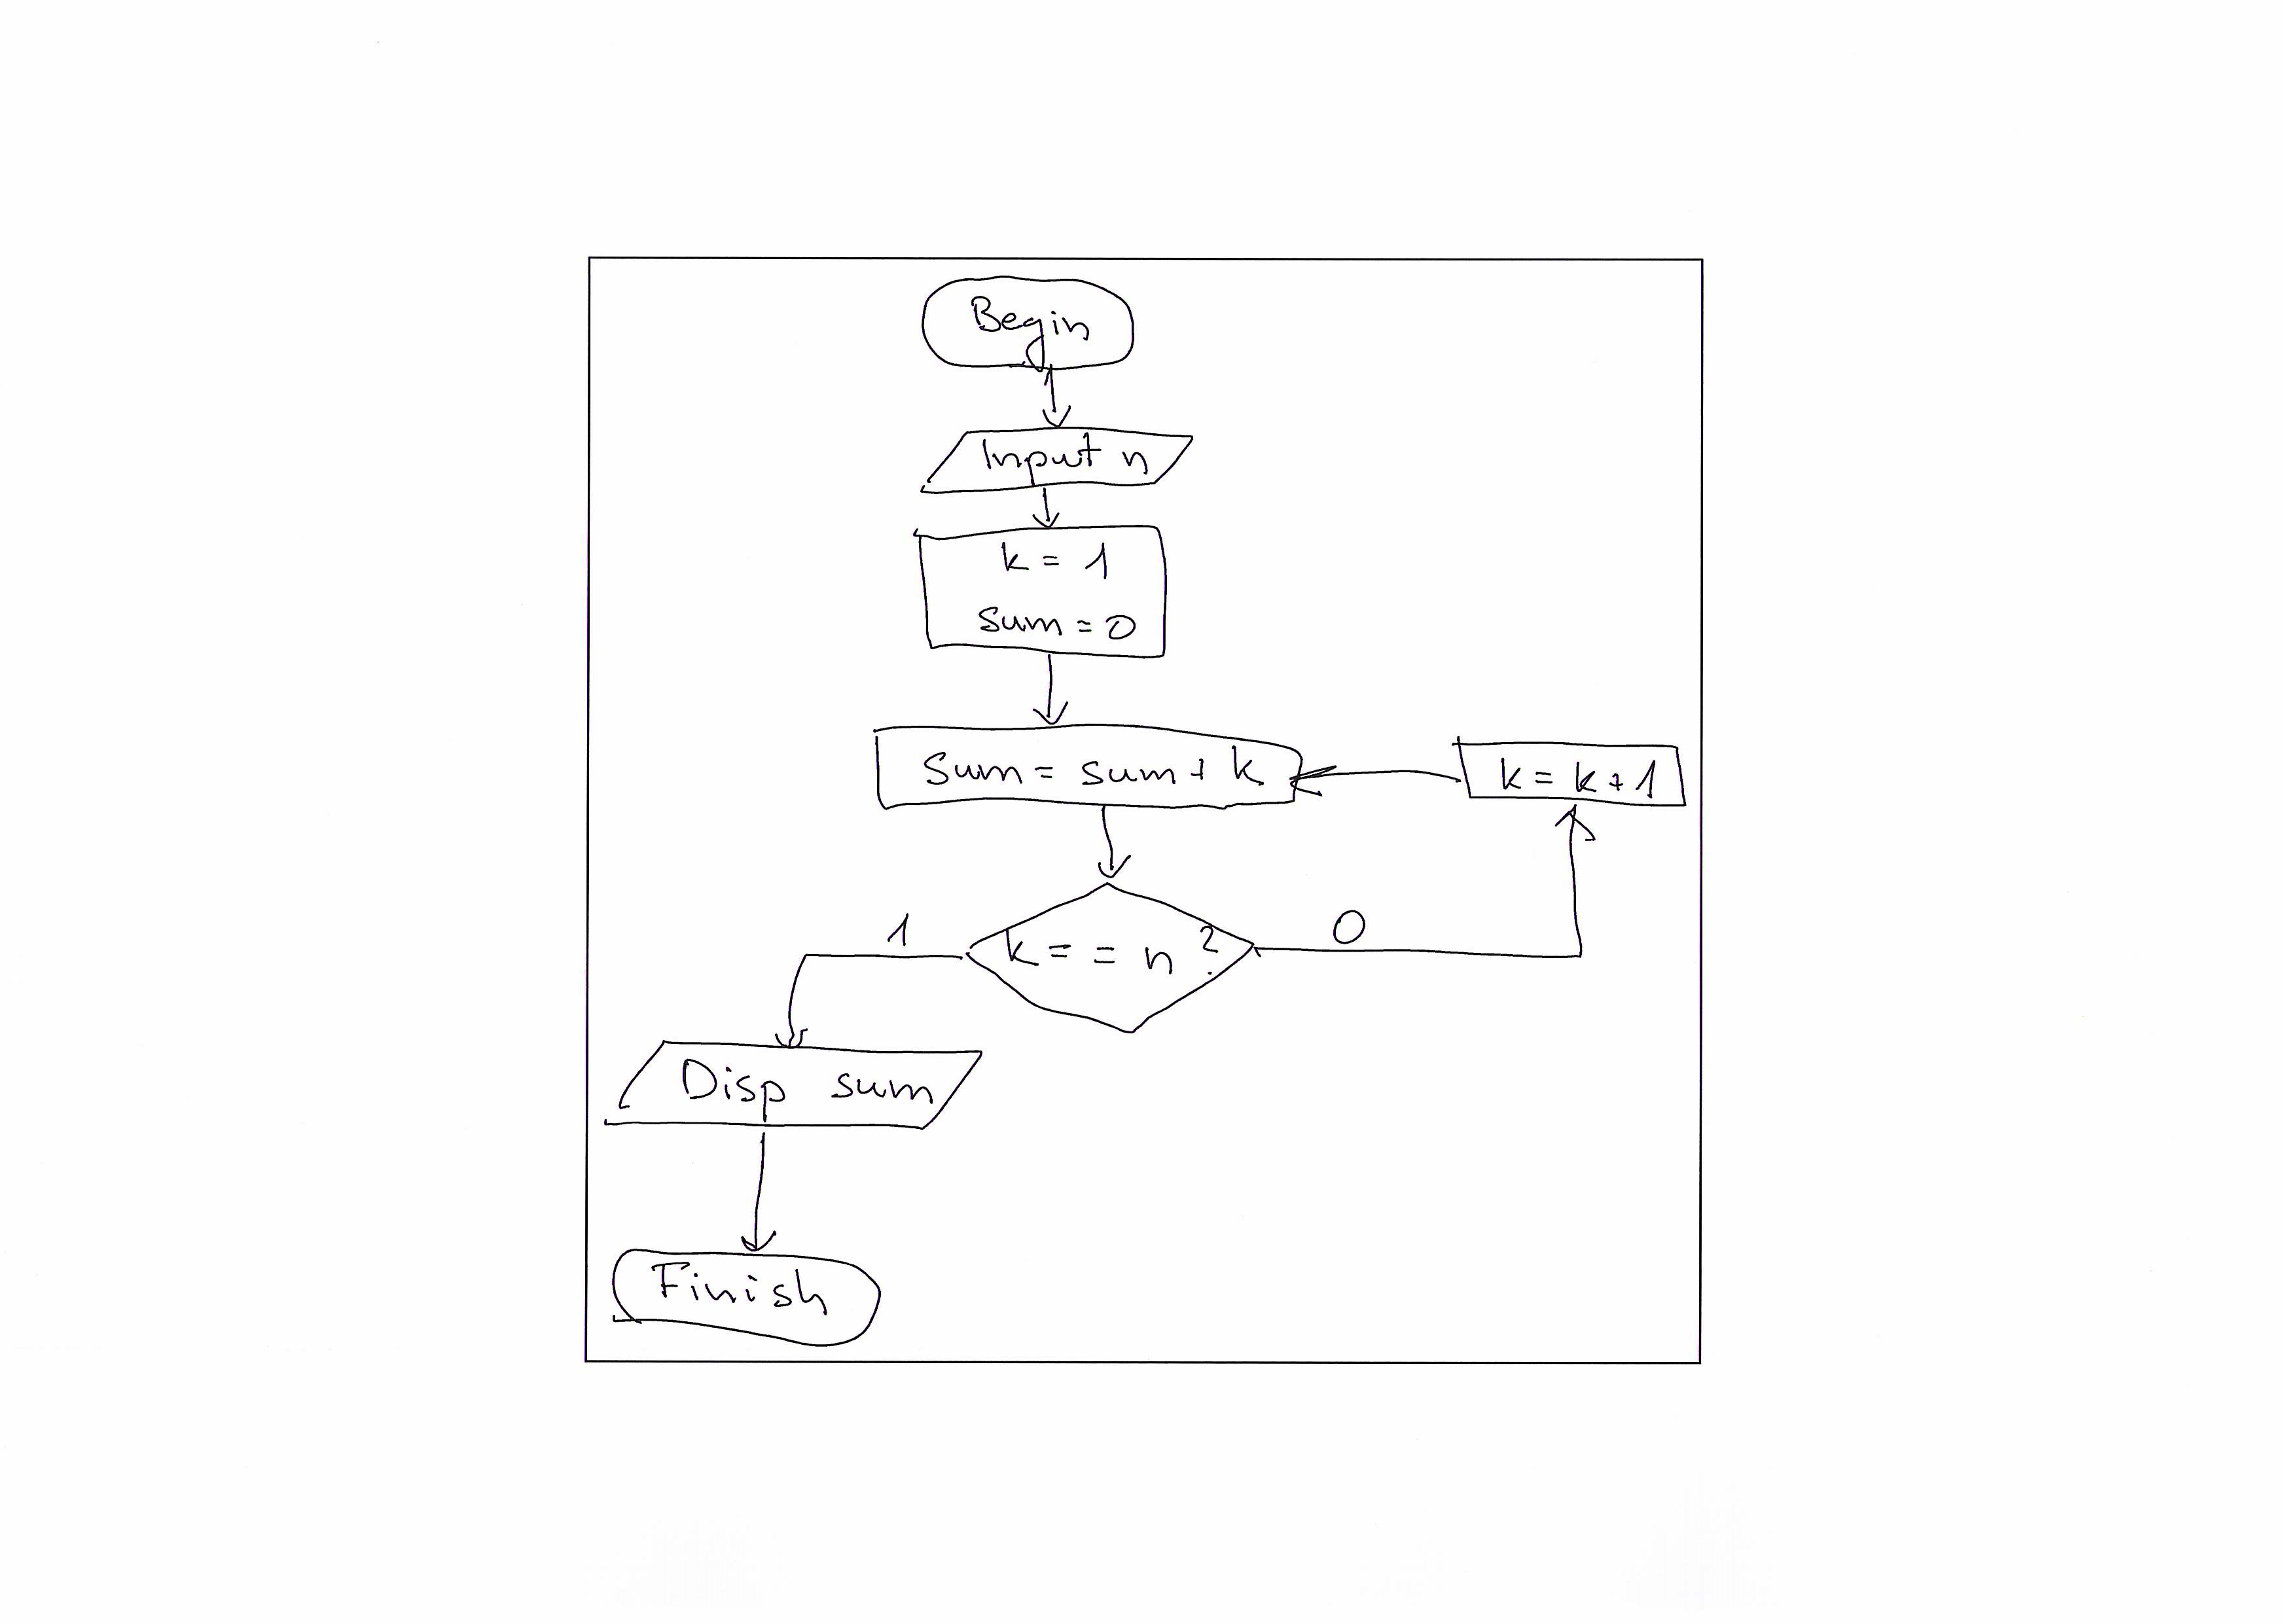 Begin
Input n
k = 1
sum = 0
Sum = sum + k
k = k + 1
1
k = = n ?
0
Disp sum
Finish